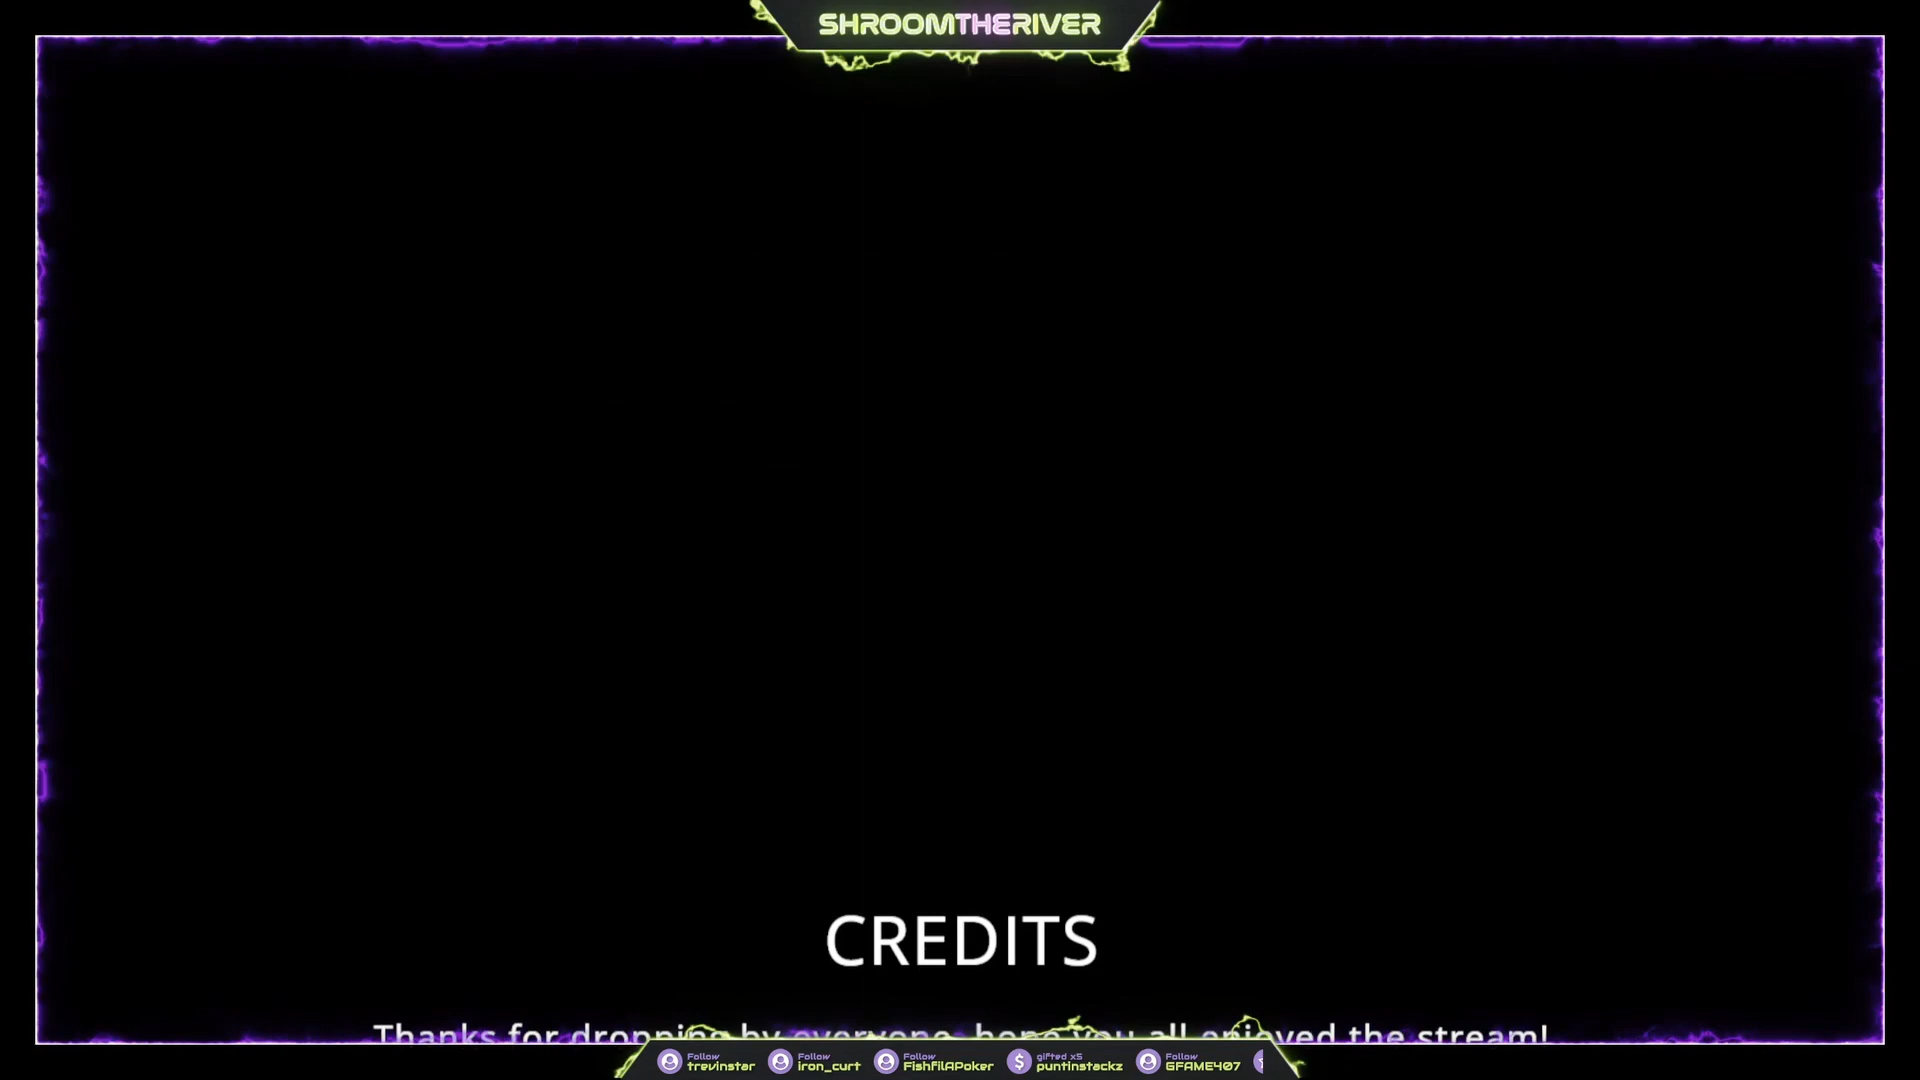 SHROOMTHERIVER
CREDITS
Thanks for dropping by everyone, hope you all enjoyed the stream!
Follow
trevinstar
Follow
iron_curt
Follow
FishfilAPoker
$
gifted x5
puntinstackz
Follow
GFAME407